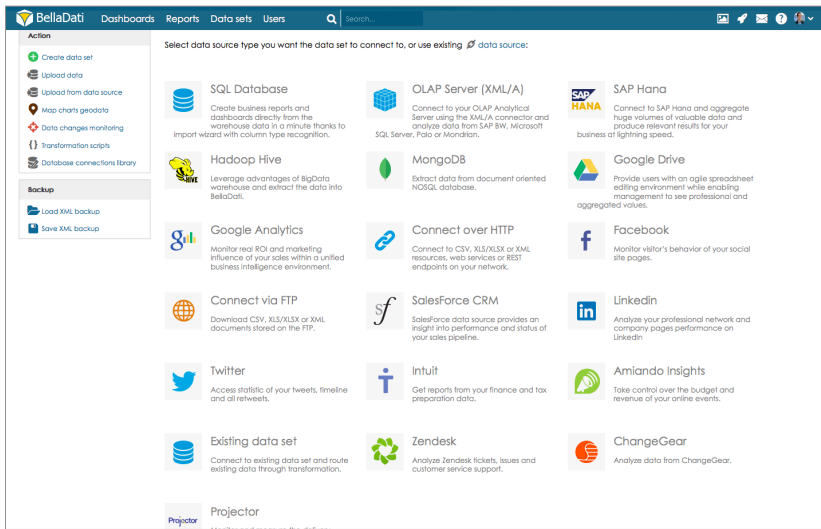 BellaDati Dashboards Reports Data sets Users Search...
Action
Create data set
Upload data
Upload from data source
Map charts geodata
Data changes monitoring
Transformation scripts
Database connections library
Backup
Load XML backup
Save XML backup
Select data source type you want the data set to connect to, or use existing data source:
SQL Database
Create business reports and
dashboards directly from the
warehouse data in a minute thanks to
import wizard with column type recognition.
OLAP Server (XML/A)
Connect to your OLAP Analytical
Server using the XML/A connector and
analyze data from SAP BW, Microsoft
SQL Server, Palo or Mondrian.
SAP
HANA
SAP Hana
Connect to SAP Hana and aggregate
huge volumes of valuable data and
produce relevant results for your
business at lightning speed.
HIVE
Hadoop Hive
Leverage advantages of BigData
warehouse and extract the data into
BellaDati.
MongoDB
Extract data from document oriented
NOSQL database.
Google Drive
Provide users with an agile spreadsheet
editing environment while enabling
management to see professional and
aggregated values.
Google Analytics
Monitor real ROI and marketing
influence of your sales within a unified
business intelligence environment.
Connect over HTTP
Connect to CSV, XLS/XLSX or XML
resources, web services or REST
endpoints on your network.
f
Facebook
Monitor visitor's behavior of your social
site pages.
Connect via FTP
Download CSV, XLS/XLSX or XML
documents stored on the FTP.
sf
SalesForce CRM
SalesForce data source provides an
insight into performance and status of
your sales pipeline.
in
Linkedin
Analyze your professional network and
company pages performance on
LinkedIn
Twitter
Access statistic of your tweets, timeline
and all retweets.
Intuit
Get reports from your finance and tax
preparation data.
Amiando Insights
Take control over the budget and
revenue of your online events.
Existing data set
Connect to existing data set and route
existing data through transformation.
Zendesk
Analyze Zendesk tickets, issues and
customer service support.
ChangeGear
Analyze data from ChangeGear.
Projector
Projector